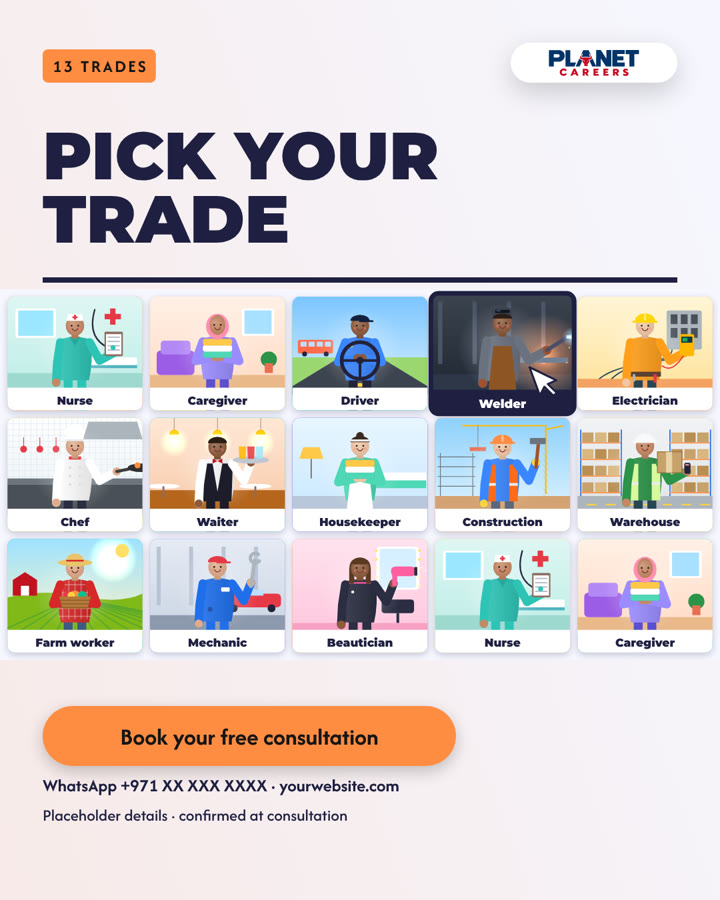 13 TRADES
PLANET
CAREERS
PICK YOUR
TRADE
Nurse
Caregiver
Driver
Welder
Electrician
Chef
Waiter
Housekeeper
Construction
Warehouse
Farm worker
Mechanic
Beautician
Nurse
Caregiver
Book your free consultation
WhatsApp +971 XX XXX XXXX · yourwebsite.com
Placeholder details · confirmed at consultation